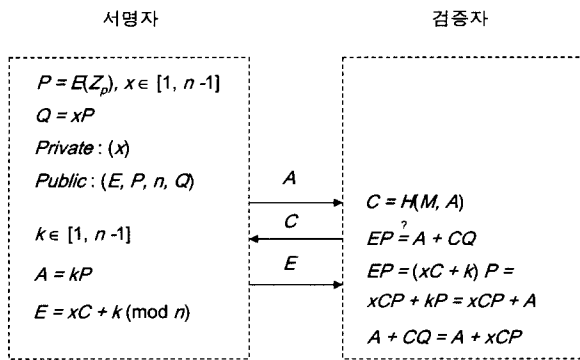 서명자
검증자
P = E(Z_p), x ∈ [1, n -1]
Q = xP
Private : (x)
Public : (E, P, n, Q)
k ∈ [1, n -1]
A = kP
E = xC + k (mod n)
A
C
E
C = H(M, A)
EP ?= A + CQ
EP = (xC + k) P =
xCP + kP = xCP + A
A + CQ = A + xCP